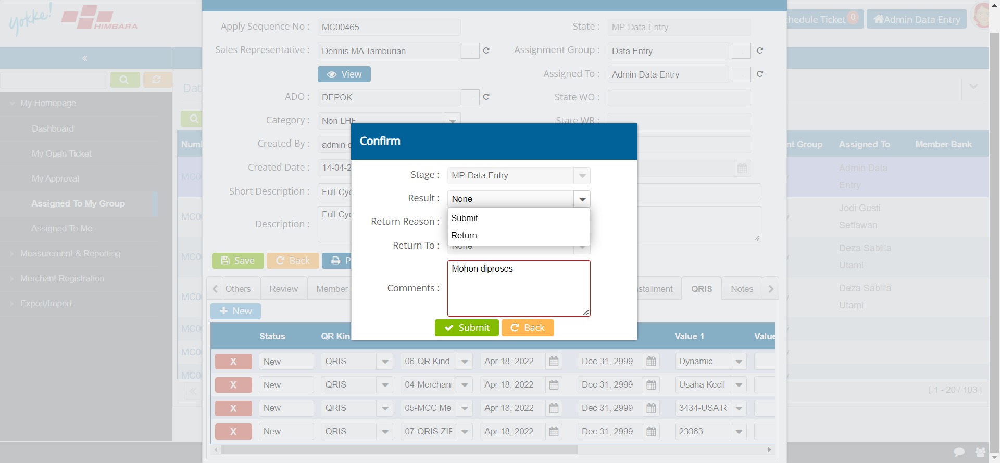 yokke!
HIMBARA
chedule Ticket 0
Admin Data Entry
Apply Sequence No : MC00465
State : MP-Data Entry
Sales Representative : Dennis MA Tamburian
Assignment Group : Data Entry
View
Assigned To : Admin Data Entry
ADO : DEPOK
State WO :
Category : Non LHF
State WR :
Created By : admin
Created Date : 14-04-2
Short Description : Full Cyc
Description : Full Cyc
Save
Back
P
My Homepage
Dashboard
My Open Ticket
My Approval
Assigned To My Group
Assigned To Me
Measurement & Reporting
Merchant Registration
Export/Import
Dat
Num
nt Group
Assigned To
Member Bank
MC0
Admin Data
Entry
MC00
Jodi Gusti
Setiawan
MC0
Deza Sabilla
Utami
MC00
Deza Sabilla
Utami
MC0
MC00
MC00
[ 1 - 20 / 103 ]
Confirm
Stage : MP-Data Entry
Result : None
Submit
Return
Return Reason :
Return To : None
Comments : Mohon diproses
Submit
Back
Others
Review
Member
stallment
QRIS
Notes
New
Status
QR Kin
Value 1
Value
X New QRIS 06-QR Kind Apr 18, 2022 Dec 31, 2999 Dynamic
X New QRIS 04-Merchant Apr 18, 2022 Dec 31, 2999 Usaha Kecil
X New QRIS 05-MCC Me Apr 18, 2022 Dec 31, 2999 3434-USA R
X New QRIS 07-QRIS ZIF Apr 18, 2022 Dec 31, 2999 23363